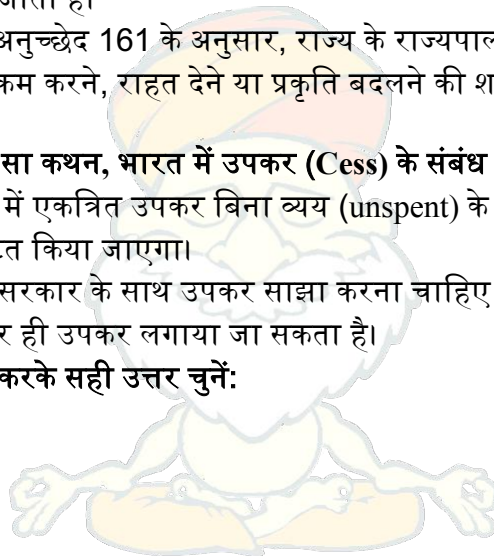 जाता है।
अनुच्छेद 161 के अनुसार, राज्य के राज्यपाल
कम करने, राहत देने या प्रकृति बदलने की श
सा कथन, भारत में उपकर (Cess) के संबंध
में एकत्रित उपकर बिना व्यय (unspent) के
त किया जाएगा।
सरकार के साथ उपकर साझा करना चाहिए
र ही उपकर लगाया जा सकता है।
करके सही उत्तर चुनें: